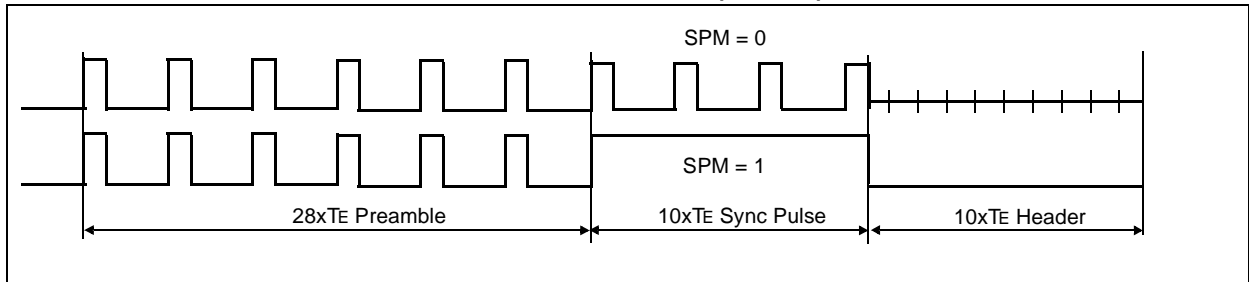 SPM = 0
SPM = 1
28xTE Preamble
10xTE Sync Pulse
10xTE Header